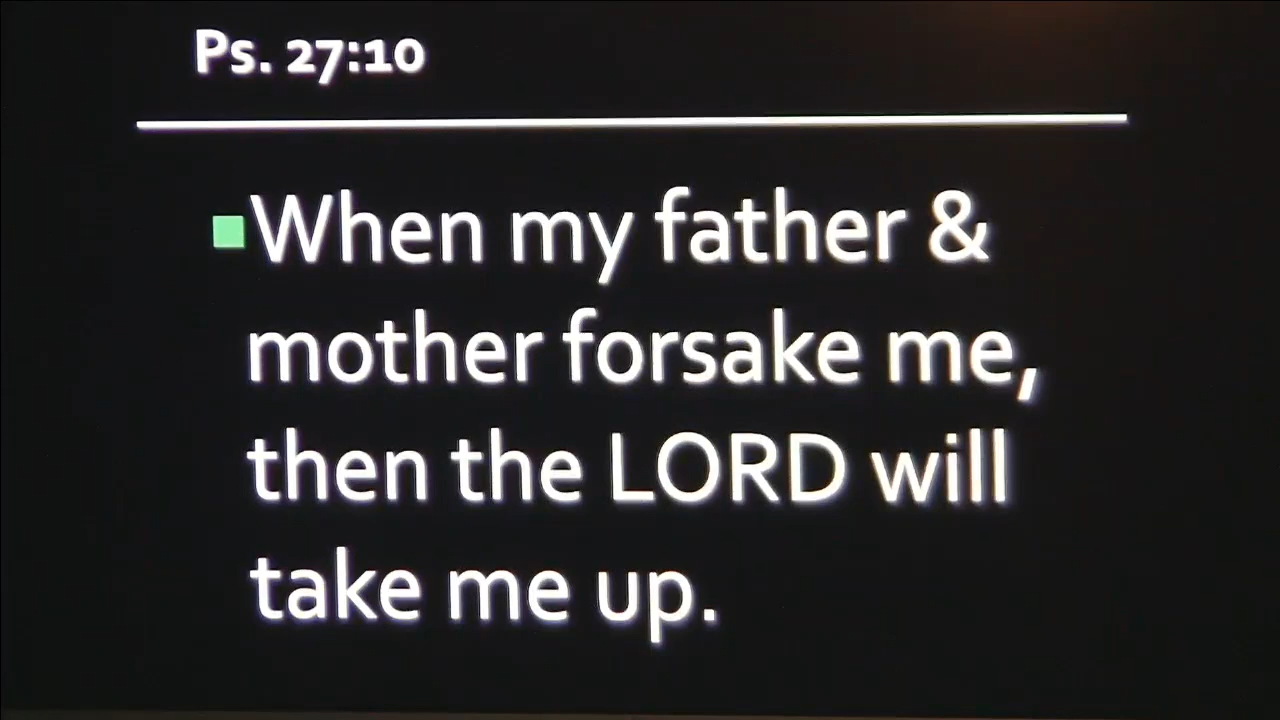 Ps. 27:10
When my father &
mother forsake me,
then the LORD will
take me up.